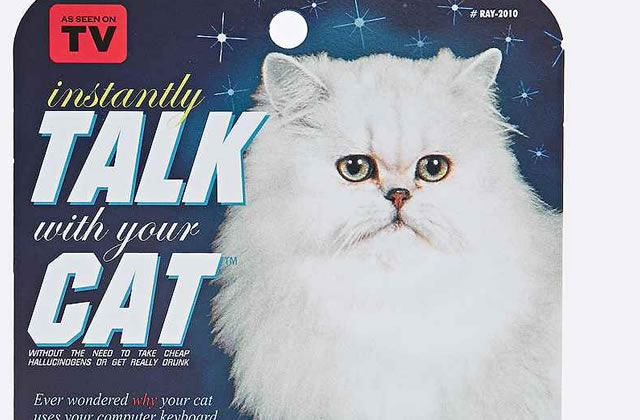 AS SEEN ON
TV
# RAY-2010
instantly
TALK
with your
CAT™
WITHOUT THE NEED TO TAKE CHEAP
HALLUCINOGENS OR GET REALLY DRUNK
Ever wondered why your cat
uses your computer keyboard